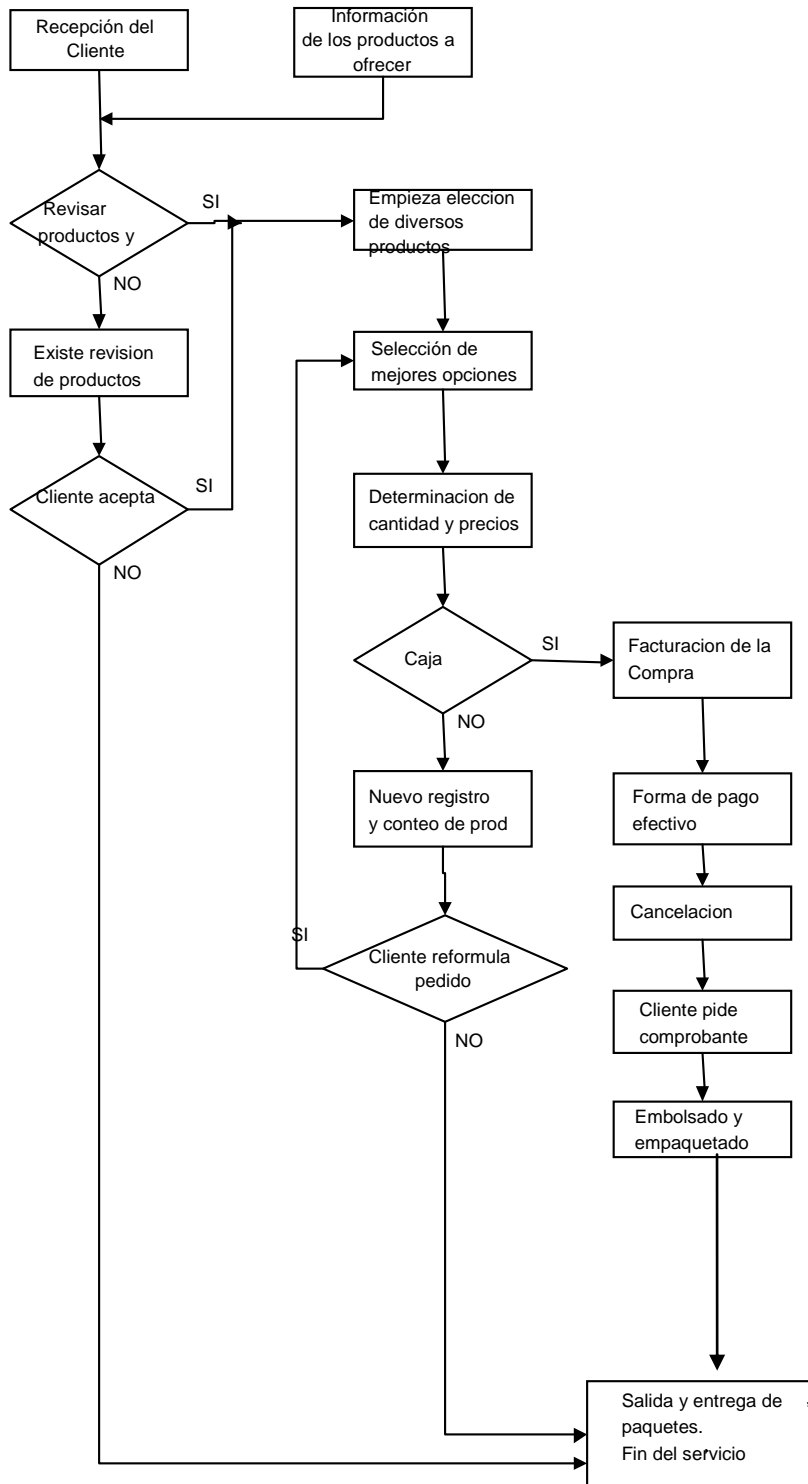 Recepción del
Cliente
Información
de los productos a
ofrecer
Revisar
productos y
SI
NO
Empieza eleccion
de diversos
productos
Existe revision
de productos
Selección de
mejores opciones
Cliente acepta
SI
NO
Determinacion de
cantidad y precios
Caja
SI
NO
Facturacion de la
Compra
Nuevo registro
y conteo de prod
Forma de pago
efectivo
Cancelacion
Cliente reformula
pedido
SI
NO
Cliente pide
comprobante
Embolsado y
empaquetado
Salida y entrega de
paquetes.
Fin del servicio